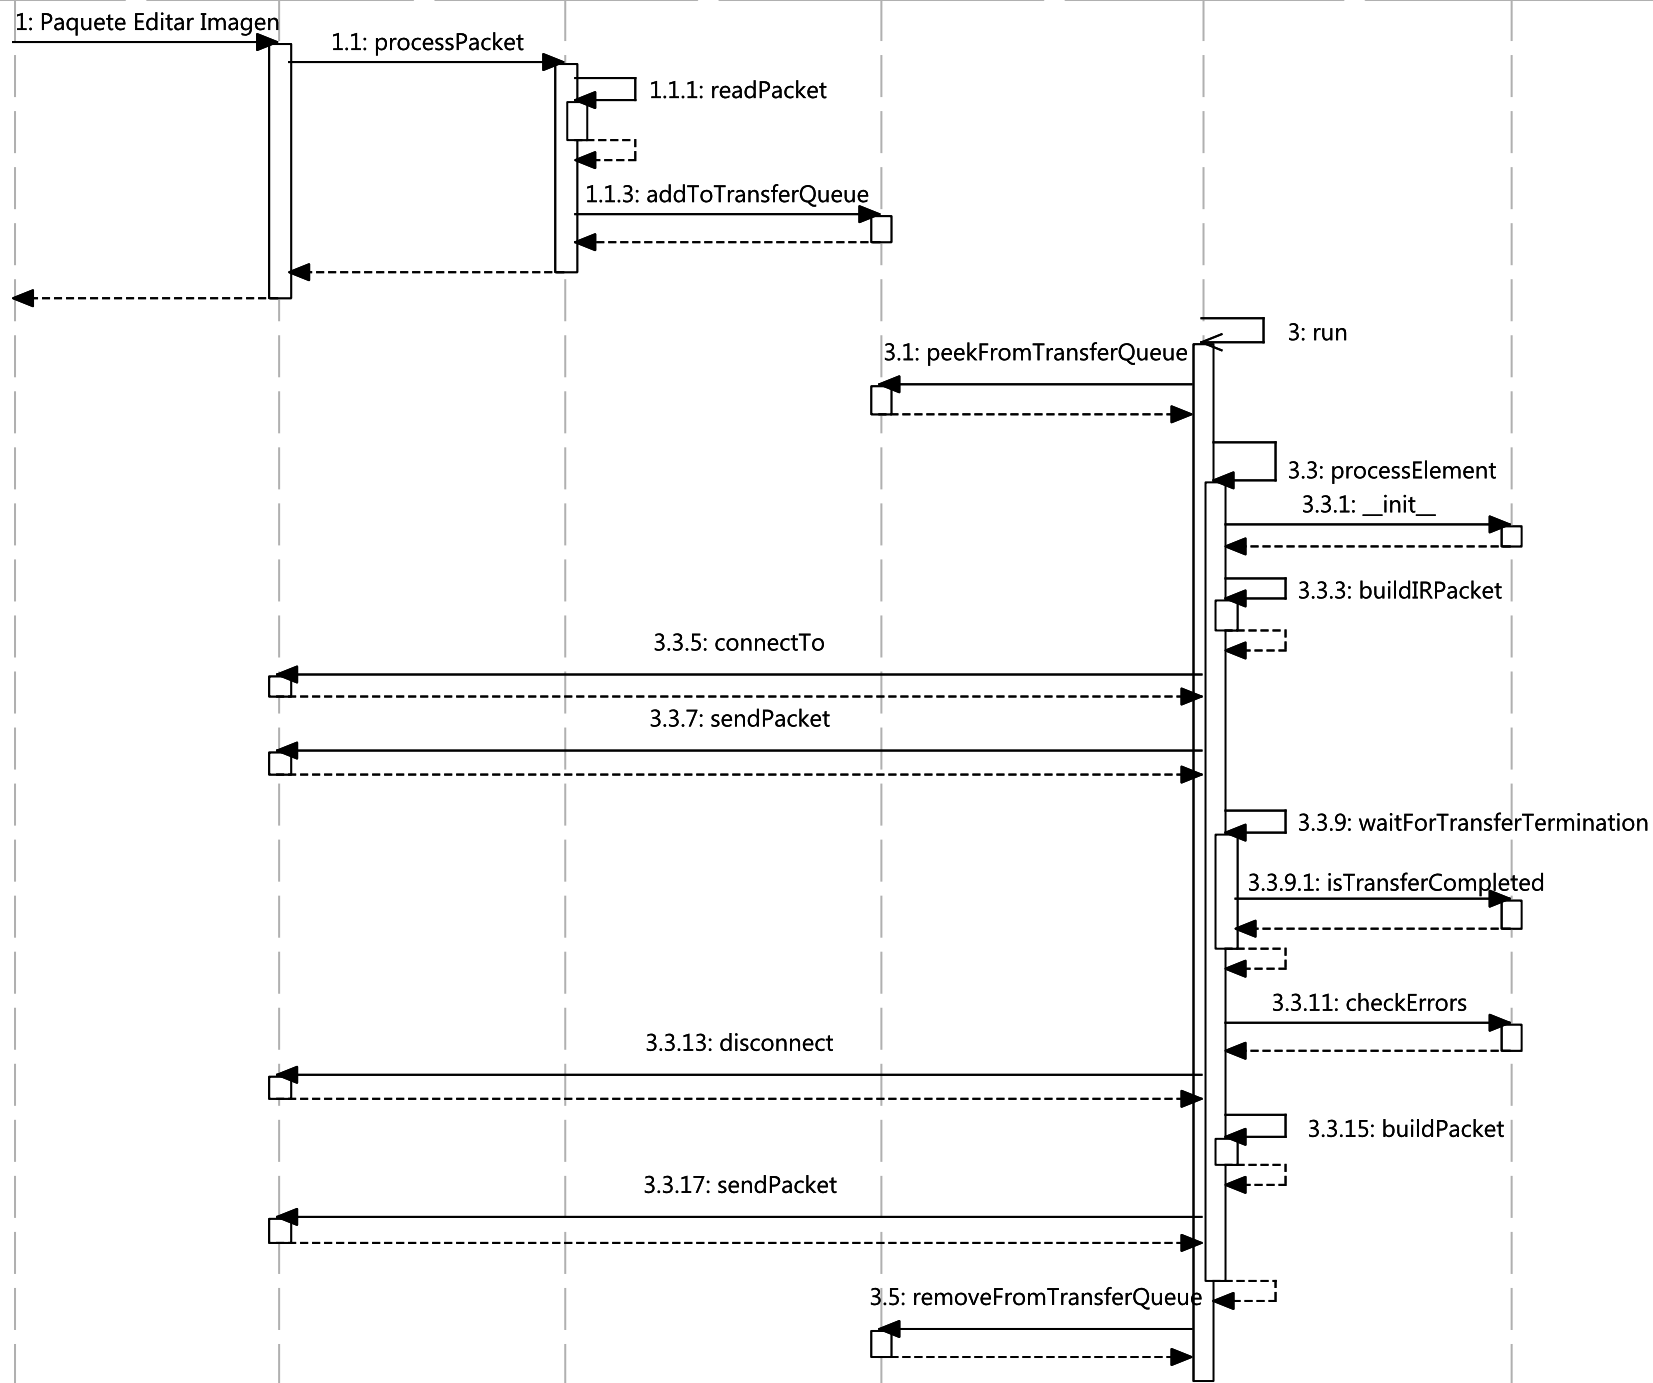 1: Paquete Editar Imagen
1.1: processPacket
1.1.1: readPacket
1.1.3: addToTransferQueue
3: run
3.1: peekFromTransferQueue
3.3: processElement
3.3.1: __init__
3.3.3: buildIRPacket
3.3.5: connectTo
3.3.7: sendPacket
3.3.9: waitForTransferTermination
3.3.9.1: isTransferCompleted
3.3.11: checkErrors
3.3.13: disconnect
3.3.15: buildPacket
3.3.17: sendPacket
3.5: removeFromTransferQueue